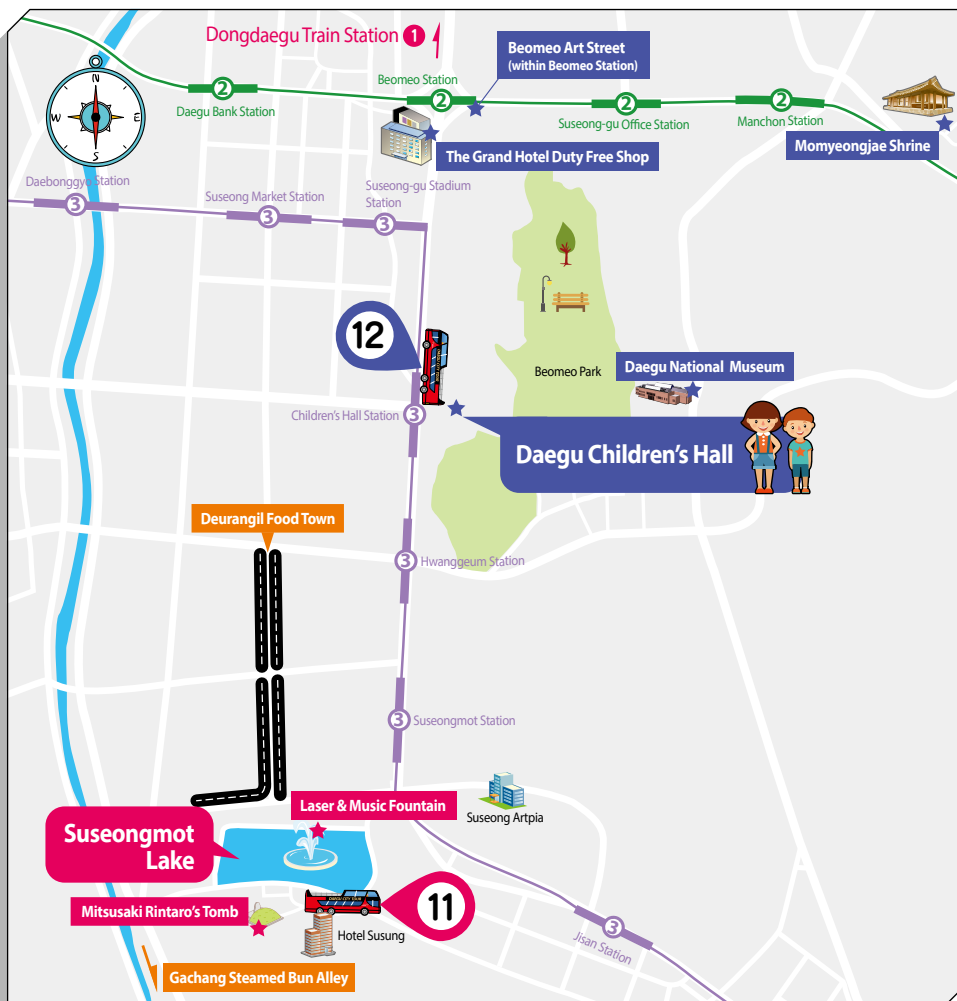 Dongdaegu Train Station 1
Beomeo Art Street
(within Beomeo Station)
N
W
E
S
2
Daegu Bank Station
Beomeo Station
2
2
Suseong-gu Office Station
2
Manchon Station
Momyeongjae Shrine
The Grand Hotel Duty Free Shop
Daebonggyo Station
3
Suseong Market Station
3
Suseong-gu Stadium
Station
3
12
Beomeo Park
Daegu National Museum
Children's Hall Station
3
Daegu Children's Hall
Deurangil Food Town
3
Hwanggeum Station
3
Suseongmot Station
Laser & Music Fountain
Suseong Artpia
Suseongmot
Lake
DAEGU CITY TOUR
11
Mitsusaki Rintaro's Tomb
Hotel Susung
3
Jisan Station
Gachang Steamed Bun Alley